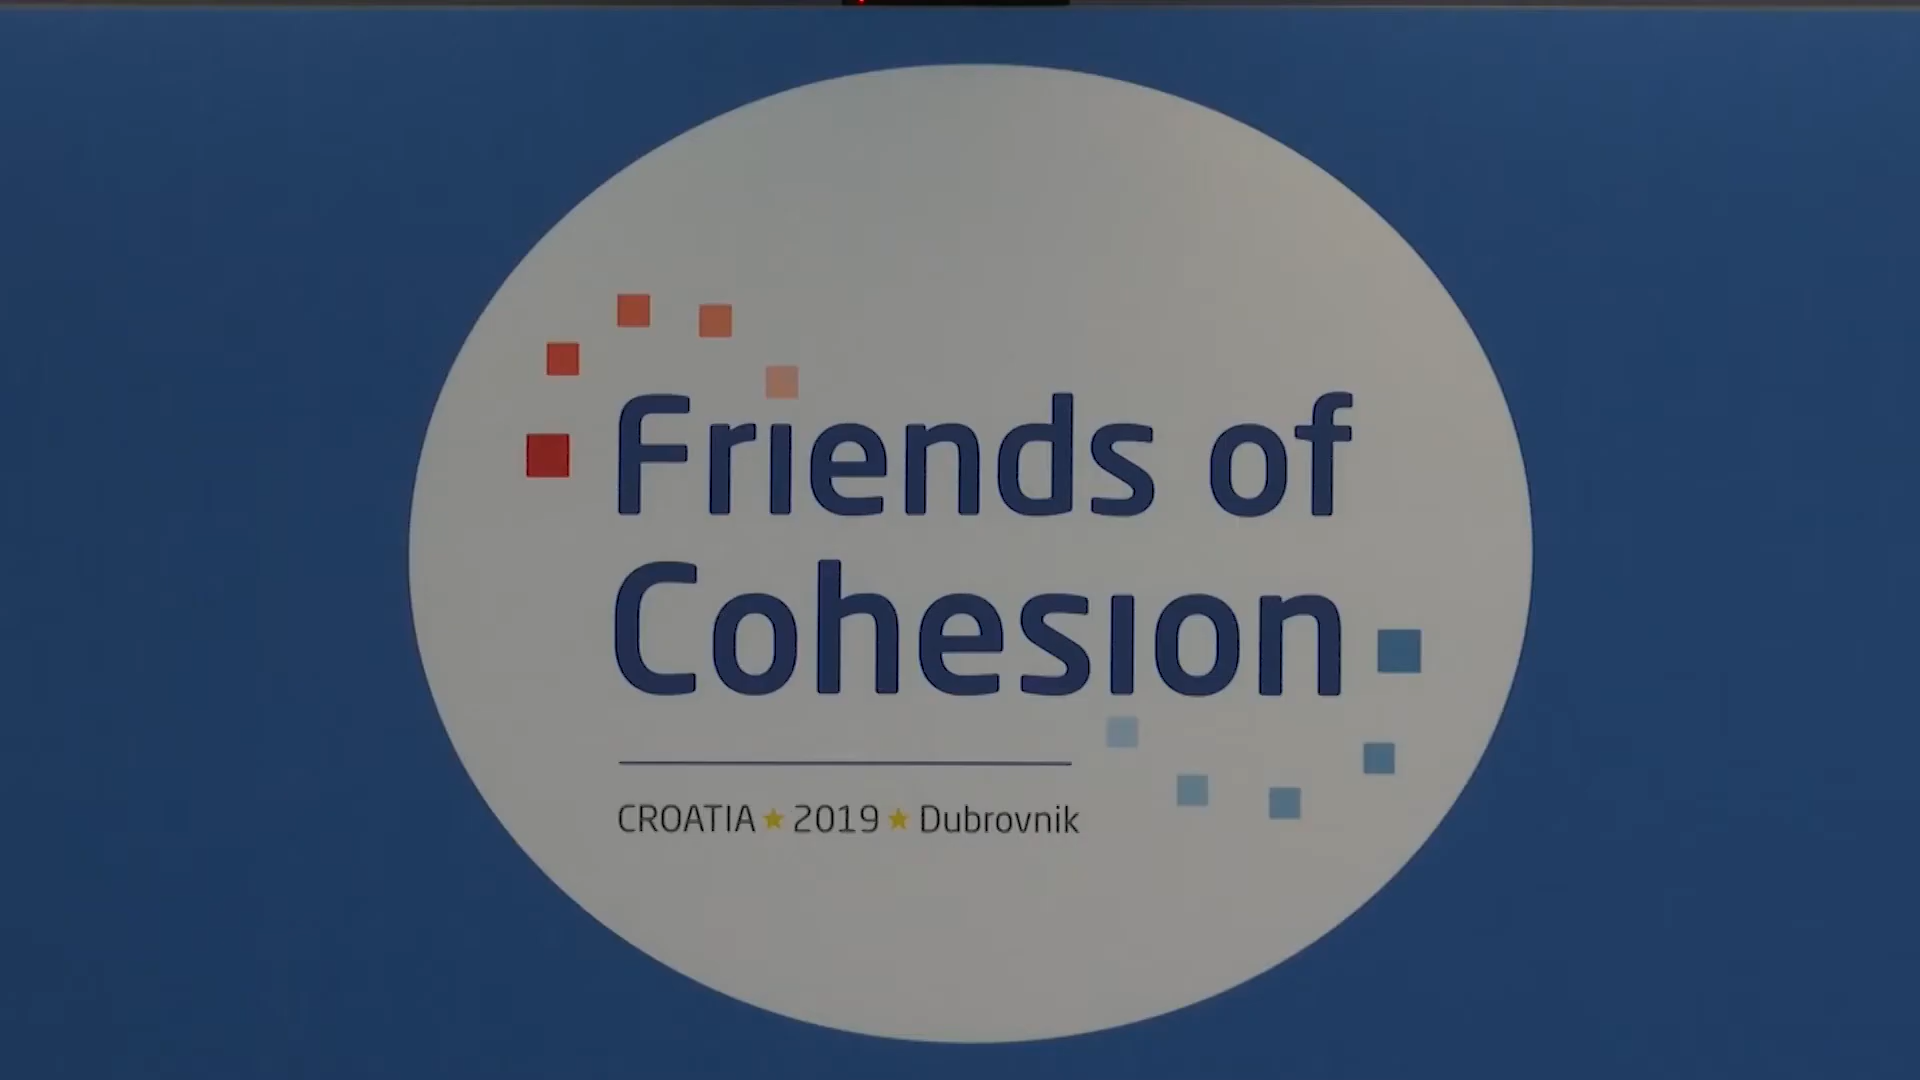 Friends of
Cohesion
CROATIA ★ 2019 ★ Dubrovnik